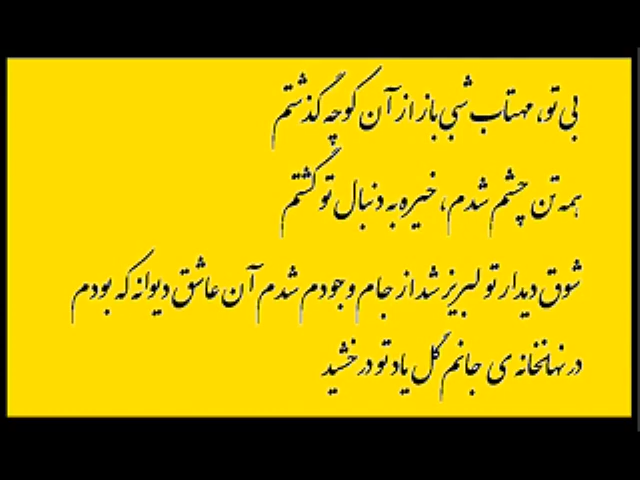 بی تو، مهتاب شبی باز از آن کوچه گذشتم
همه تن چشم شدم، خیره به دنبال تو گشتم
شوق دیدار تو لبریز شد از جام وجودم شدم آن عاشق دیوانه که بودم
در نهانخانه ی جانم گل یاد تو درخشید